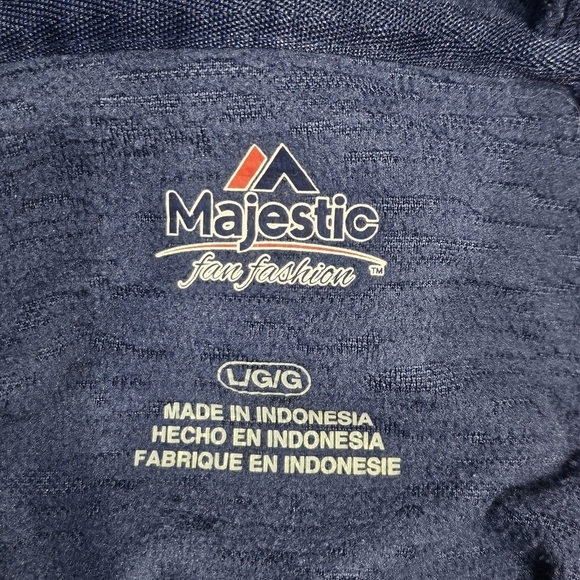 Majestic
fan fashion ™
L/G/G
MADE IN INDONESIA
HECHO EN INDONESIA
FABRIQUE EN INDONESIE